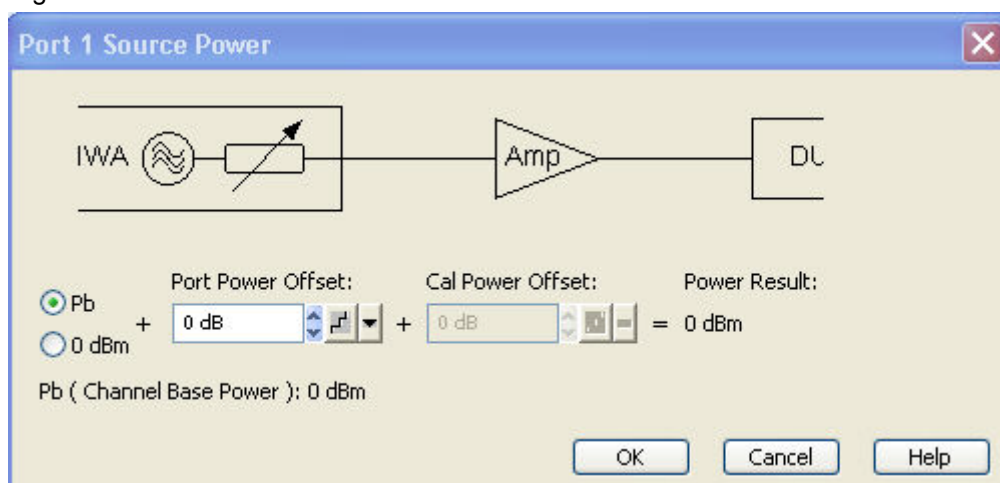 Port 1 Source Power
IWA
Amp
DU
Port Power Offset:
Cal Power Offset:
Power Result:
Pb
0 dBm
+
0 dB
+
0 dB
=
0 dBm
Pb ( Channel Base Power ): 0 dBm
OK
Cancel
Help